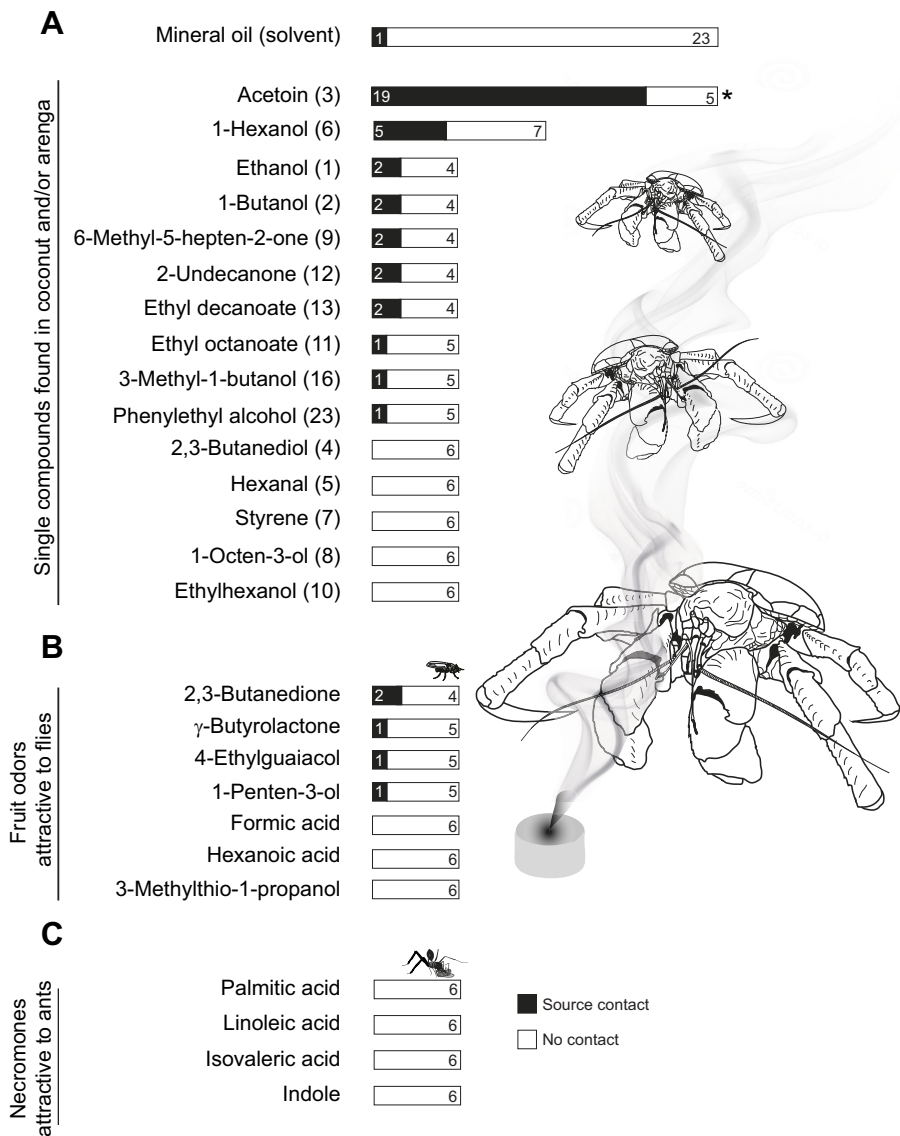 A
Mineral oil (solvent) 1 23
Single compounds found in coconut and/or arenga
Acetoin (3) 19 5 *
1-Hexanol (6) 5 7
Ethanol (1) 2 4
1-Butanol (2) 2 4
6-Methyl-5-hepten-2-one (9) 2 4
2-Undecanone (12) 2 4
Ethyl decanoate (13) 2 4
Ethyl octanoate (11) 1 5
3-Methyl-1-butanol (16) 1 5
Phenylethyl alcohol (23) 1 5
2,3-Butanediol (4) 6
Hexanal (5) 6
Styrene (7) 6
1-Octen-3-ol (8) 6
Ethylhexanol (10) 6
B
Fruit odors
attractive to flies
2,3-Butanedione 2 4
γ-Butyrolactone 1 5
4-Ethylguaiacol 1 5
1-Penten-3-ol 1 5
Formic acid 6
Hexanoic acid 6
3-Methylthio-1-propanol 6
C
Necromones
attractive to ants
Palmitic acid 6
Linoleic acid 6
Isovaleric acid 6
Indole 6
Source contact
No contact